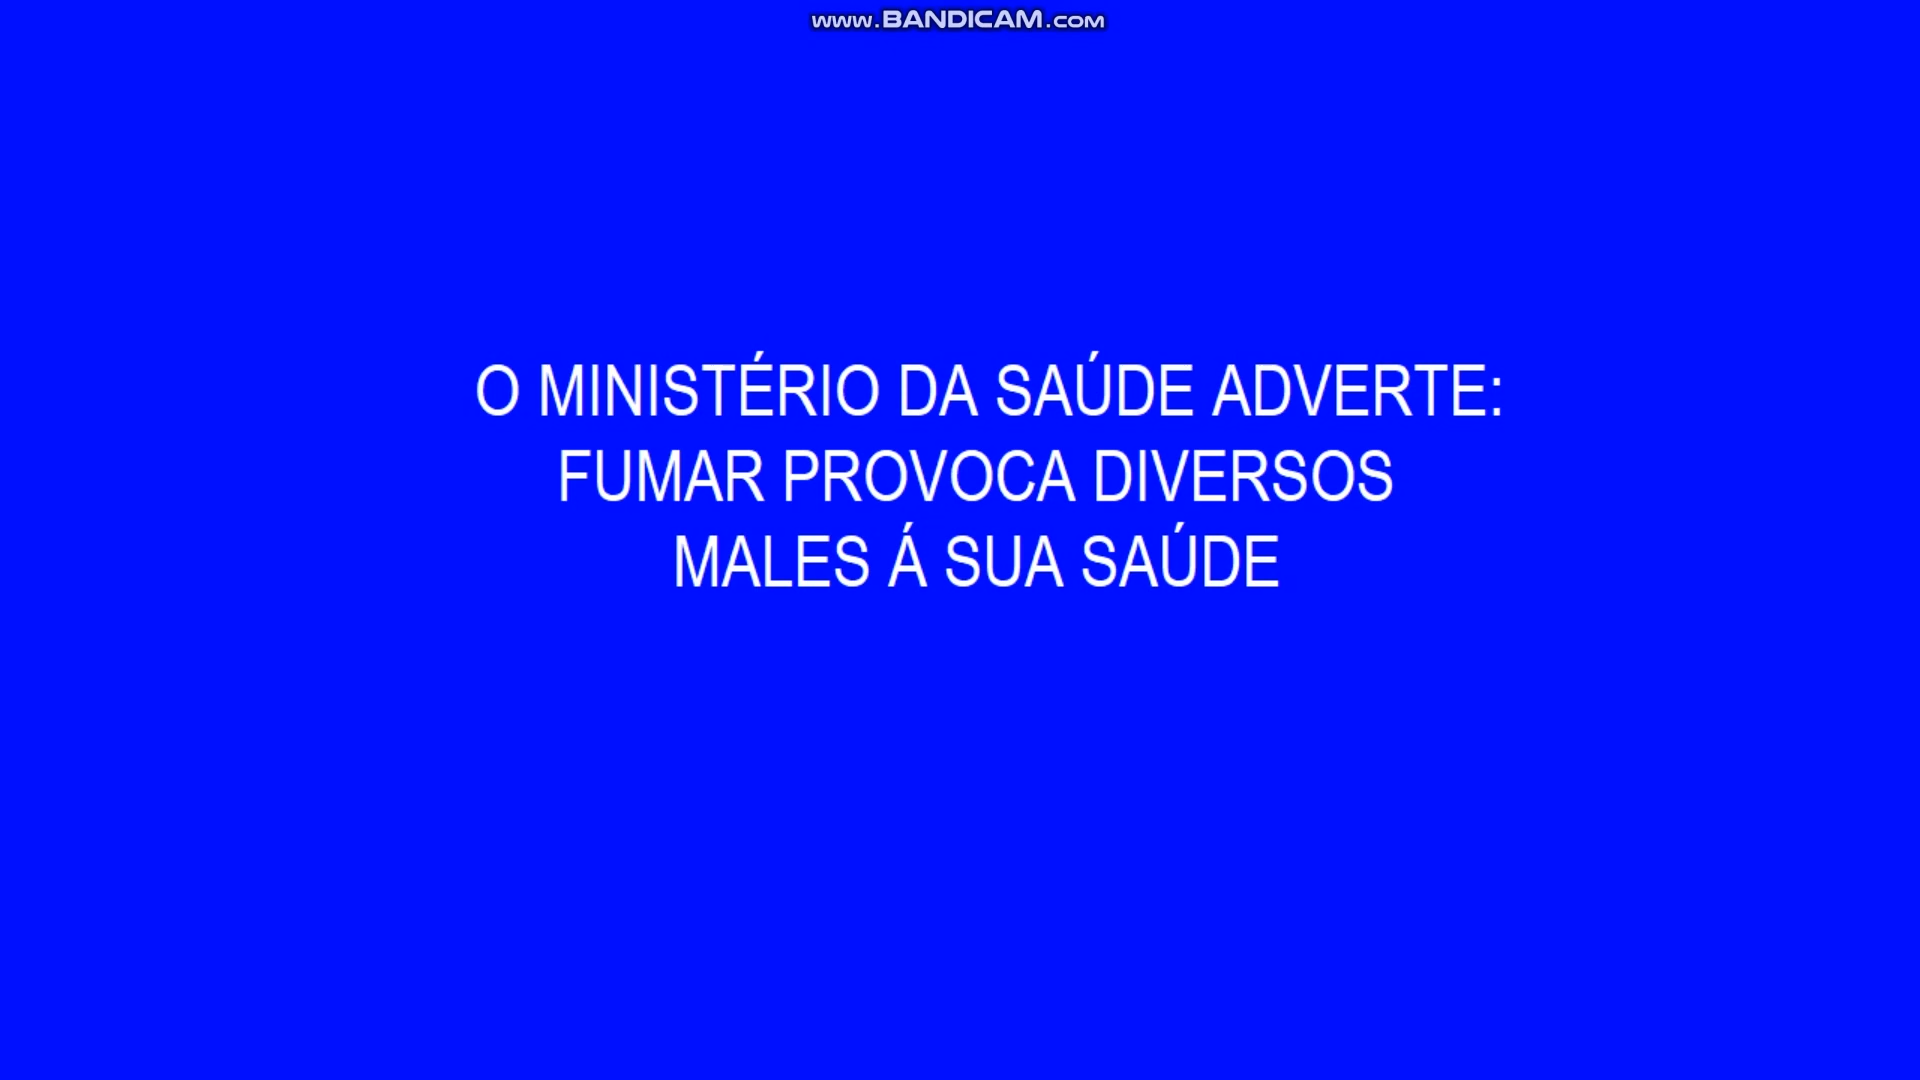 www.BANDICAM.com
O MINISTÉRIO DA SAÚDE ADVERTE:
FUMAR PROVOCA DIVERSOS
MALES Á SUA SAÚDE